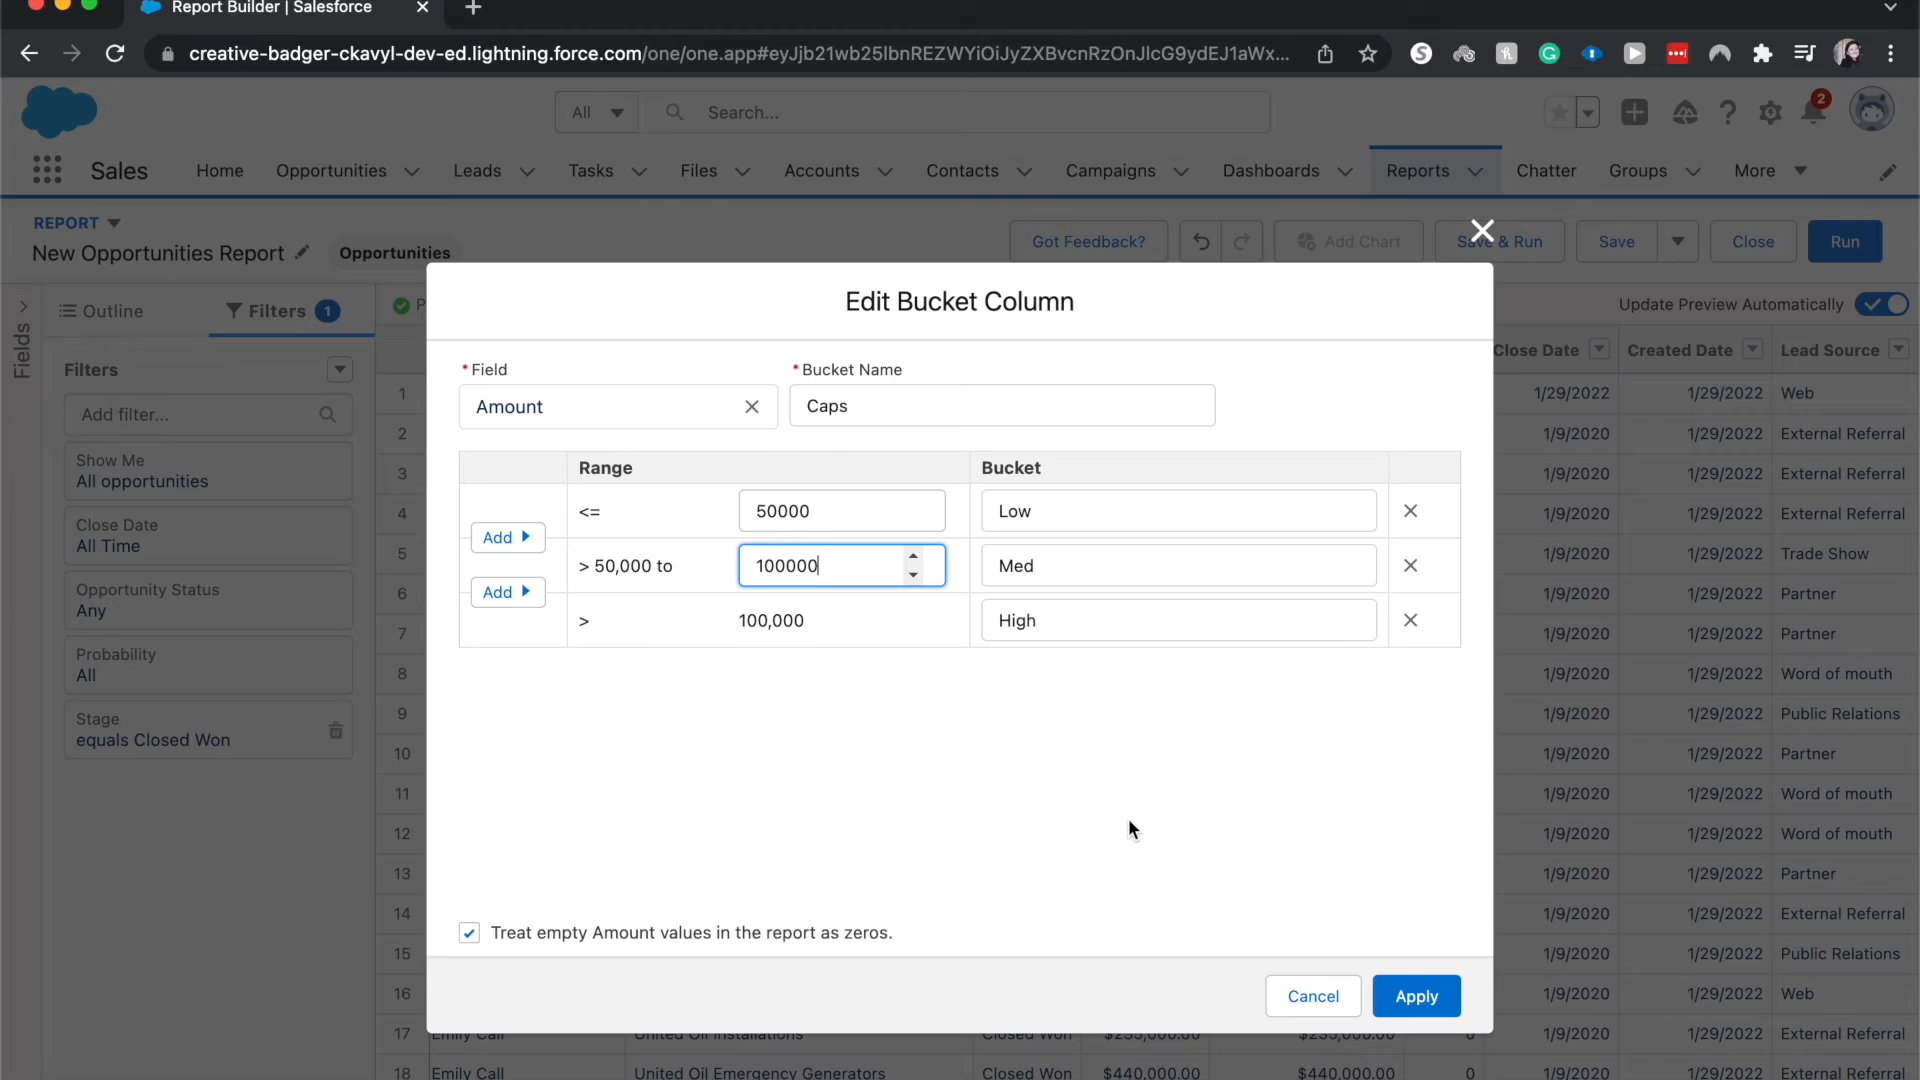 Report Builder | Salesforce
creative-badger-ckavyl-dev-ed.lightning.force.com/one/one.app#eyJjb21wb25lbnREZWYiOiJyZXBvcnRzOnJlcG9ydEJ1aWx...
All
Search...
2
Sales
Home Opportunities Leads Tasks Files Accounts Contacts Campaigns Dashboards Reports Chatter Groups More
REPORT
New Opportunities Report Opportunities
Got Feedback? Add Chart Save & Run Save Close Run
Fields
Outline Filters 1
P
Update Preview Automatically
Filters
Add filter...
Show Me
All opportunities
Close Date
All Time
Opportunity Status
Any
Probability
All
Stage
equals Closed Won
Edit Bucket Column
*Field *Bucket Name
Amount Caps
Range Bucket
<= 50000 Low
Add
> 50,000 to 100000 Med
Add
> 100,000 High
Treat empty Amount values in the report as zeros.
Cancel Apply
Close Date Created Date Lead Source
1 1/29/2022 1/29/2022 Web
2 1/9/2020 1/29/2022 External Referral
3 1/9/2020 1/29/2022 External Referral
4 1/9/2020 1/29/2022 External Referral
5 1/9/2020 1/29/2022 Trade Show
6 1/9/2020 1/29/2022 Partner
7 1/9/2020 1/29/2022 Partner
8 1/9/2020 1/29/2022 Word of mouth
9 1/9/2020 1/29/2022 Public Relations
10 1/9/2020 1/29/2022 Partner
11 1/9/2020 1/29/2022 Word of mouth
12 1/9/2020 1/29/2022 Word of mouth
13 1/9/2020 1/29/2022 Partner
14 1/9/2020 1/29/2022 External Referral
15 1/9/2020 1/29/2022 Public Relations
16 1/9/2020 1/29/2022 Web
17 Emily Call United Oil Installations Closed Won $235,000.00 $235,000.00 0 1/9/2020 1/29/2022 External Referral
18 Emily Call United Oil Emergency Generators Closed Won $440,000.00 $440,000.00 0 1/9/2020 1/29/2022 External Referral